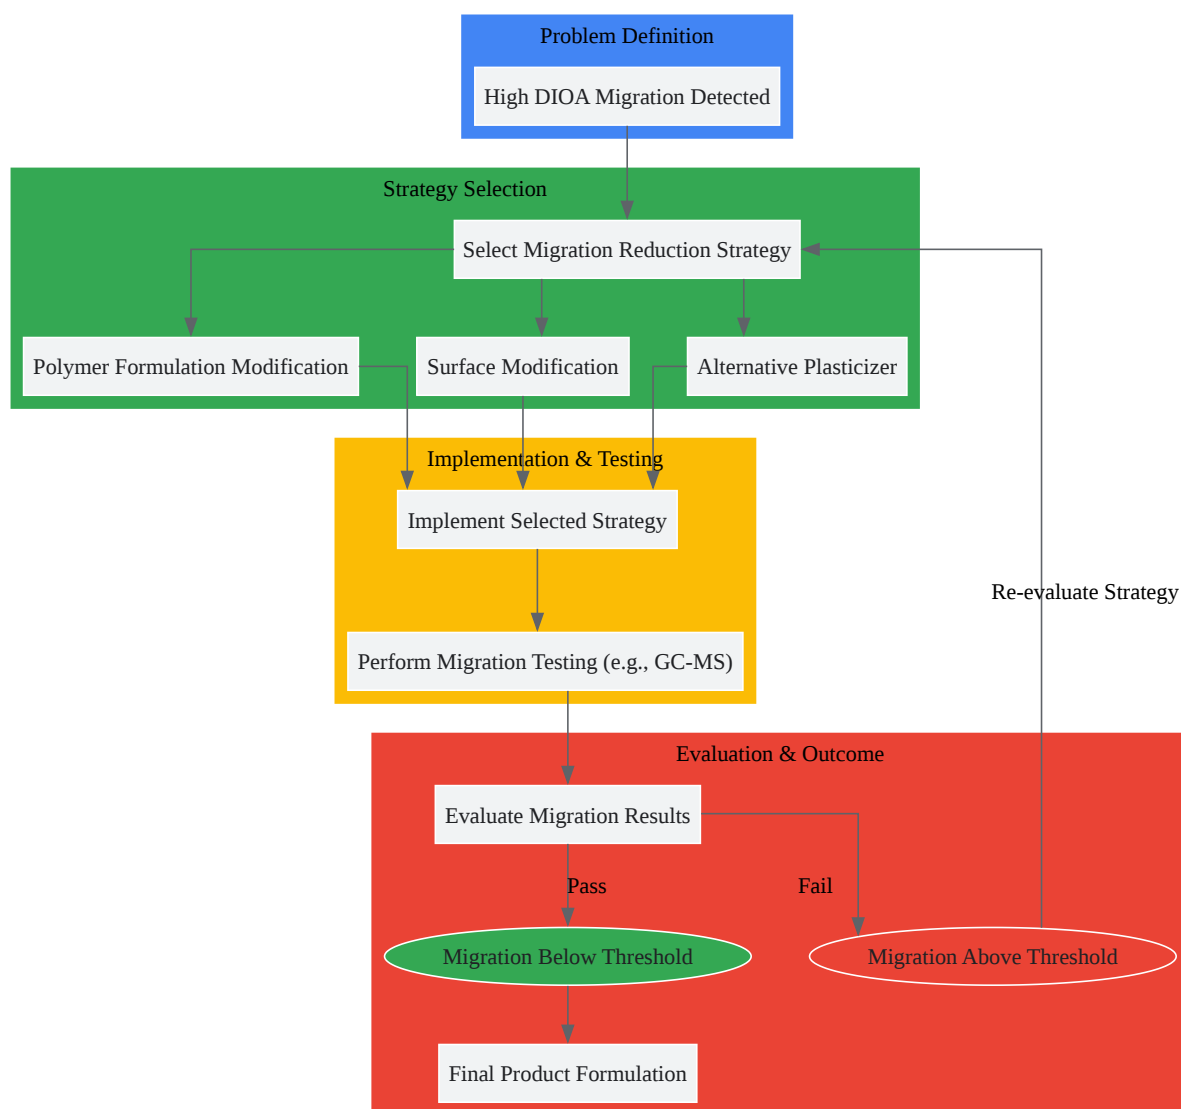 Problem Definition
High DIOA Migration Detected
Strategy Selection
Select Migration Reduction Strategy
Polymer Formulation Modification
Surface Modification
Alternative Plasticizer
Implementation & Testing
Implement Selected Strategy
Re-evaluate Strategy
Perform Migration Testing (e.g., GC-MS)
Evaluation & Outcome
Evaluate Migration Results
Pass
Fail
Migration Below Threshold
Migration Above Threshold
Final Product Formulation